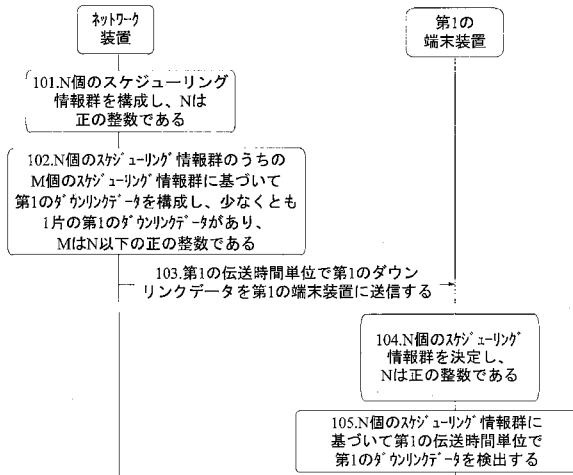 ネットワーク
装置
第1の
端末装置
101.N個のスケジューリング
情報群を構成し、Nは
正の整数である
102.N個のスケジューリング情報群のうちの
M個のスケジューリング情報群に基づいて
第1のダウンリンクデータを構成し、少なくとも
1片の第1のダウンリンクデータがあり、
MはN以下の正の整数である
103.第1の伝送時間単位で第1のダウン
リンクデータを第1の端末装置に送信する
104.N個のスケジューリング
情報群を決定し、
Nは正の整数である
105.N個のスケジューリング情報群に
基づいて第1の伝送時間単位で
第1のダウンリンクデータを検出する